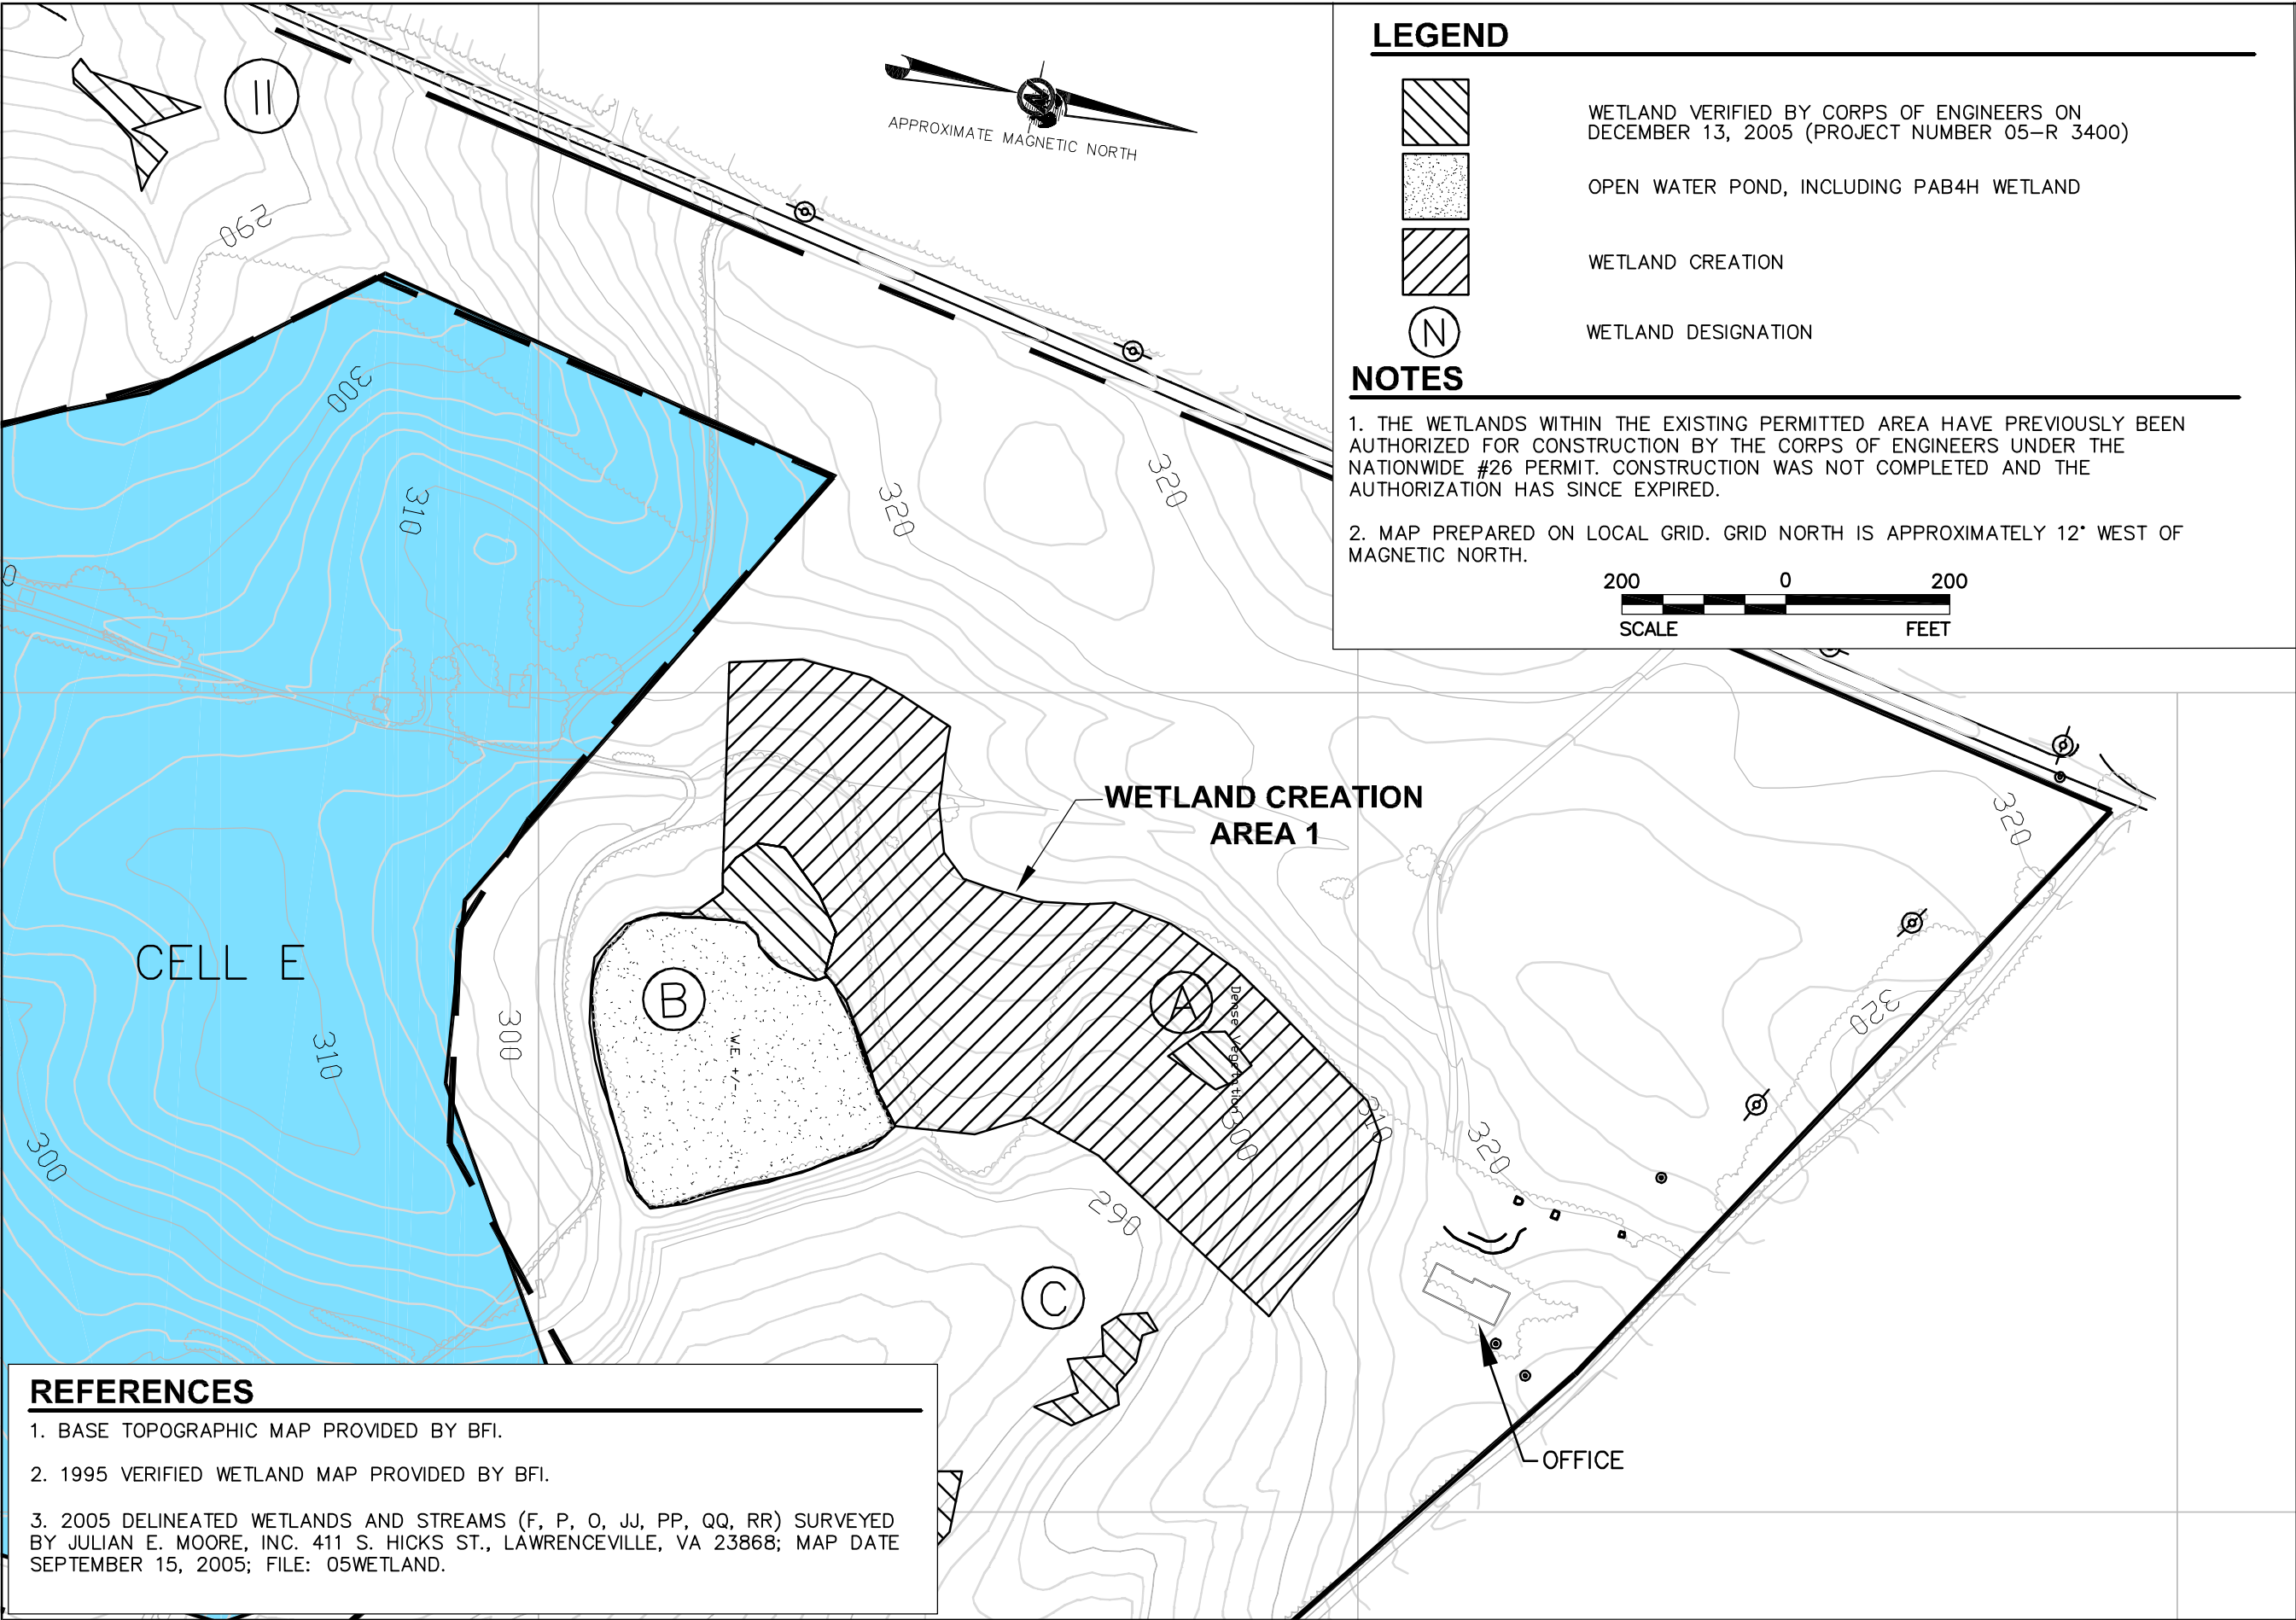 LEGEND
WETLAND VERIFIED BY CORPS OF ENGINEERS ON
DECEMBER 13, 2005 (PROJECT NUMBER 05-R 3400)
OPEN WATER POND, INCLUDING PAB4H WETLAND
WETLAND CREATION
N
WETLAND DESIGNATION
NOTES
1. THE WETLANDS WITHIN THE EXISTING PERMITTED AREA HAVE PREVIOUSLY BEEN
AUTHORIZED FOR CONSTRUCTION BY THE CORPS OF ENGINEERS UNDER THE
NATIONWIDE #26 PERMIT. CONSTRUCTION WAS NOT COMPLETED AND THE
AUTHORIZATION HAS SINCE EXPIRED.
2. MAP PREPARED ON LOCAL GRID. GRID NORTH IS APPROXIMATELY 12° WEST OF
MAGNETIC NORTH.
200 0 200
SCALE FEET
II
N
APPROXIMATE MAGNETIC NORTH
290
300
310
320
320
WETLAND CREATION
AREA 1
320
CELL E
310
300
300
B
W.E. +/-
A
Dense Vegetation
300
310
320
320
290
C
OFFICE
REFERENCES
1. BASE TOPOGRAPHIC MAP PROVIDED BY BFI.
2. 1995 VERIFIED WETLAND MAP PROVIDED BY BFI.
3. 2005 DELINEATED WETLANDS AND STREAMS (F, P, O, JJ, PP, QQ, RR) SURVEYED
BY JULIAN E. MOORE, INC. 411 S. HICKS ST., LAWRENCEVILLE, VA 23868; MAP DATE
SEPTEMBER 15, 2005; FILE: 05WETLAND.